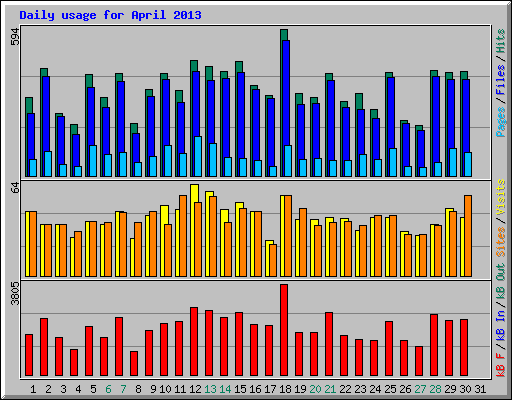 Daily usage for April 2013
594
Pages / Files / Hits
64
Sites / Visits
3805
kB F / kB In / kB Out
1 2 3 4 5 6 7 8 9 10 11 12 13 14 15 16 17 18 19 20 21 22 23 24 25 26 27 28 29 30 31